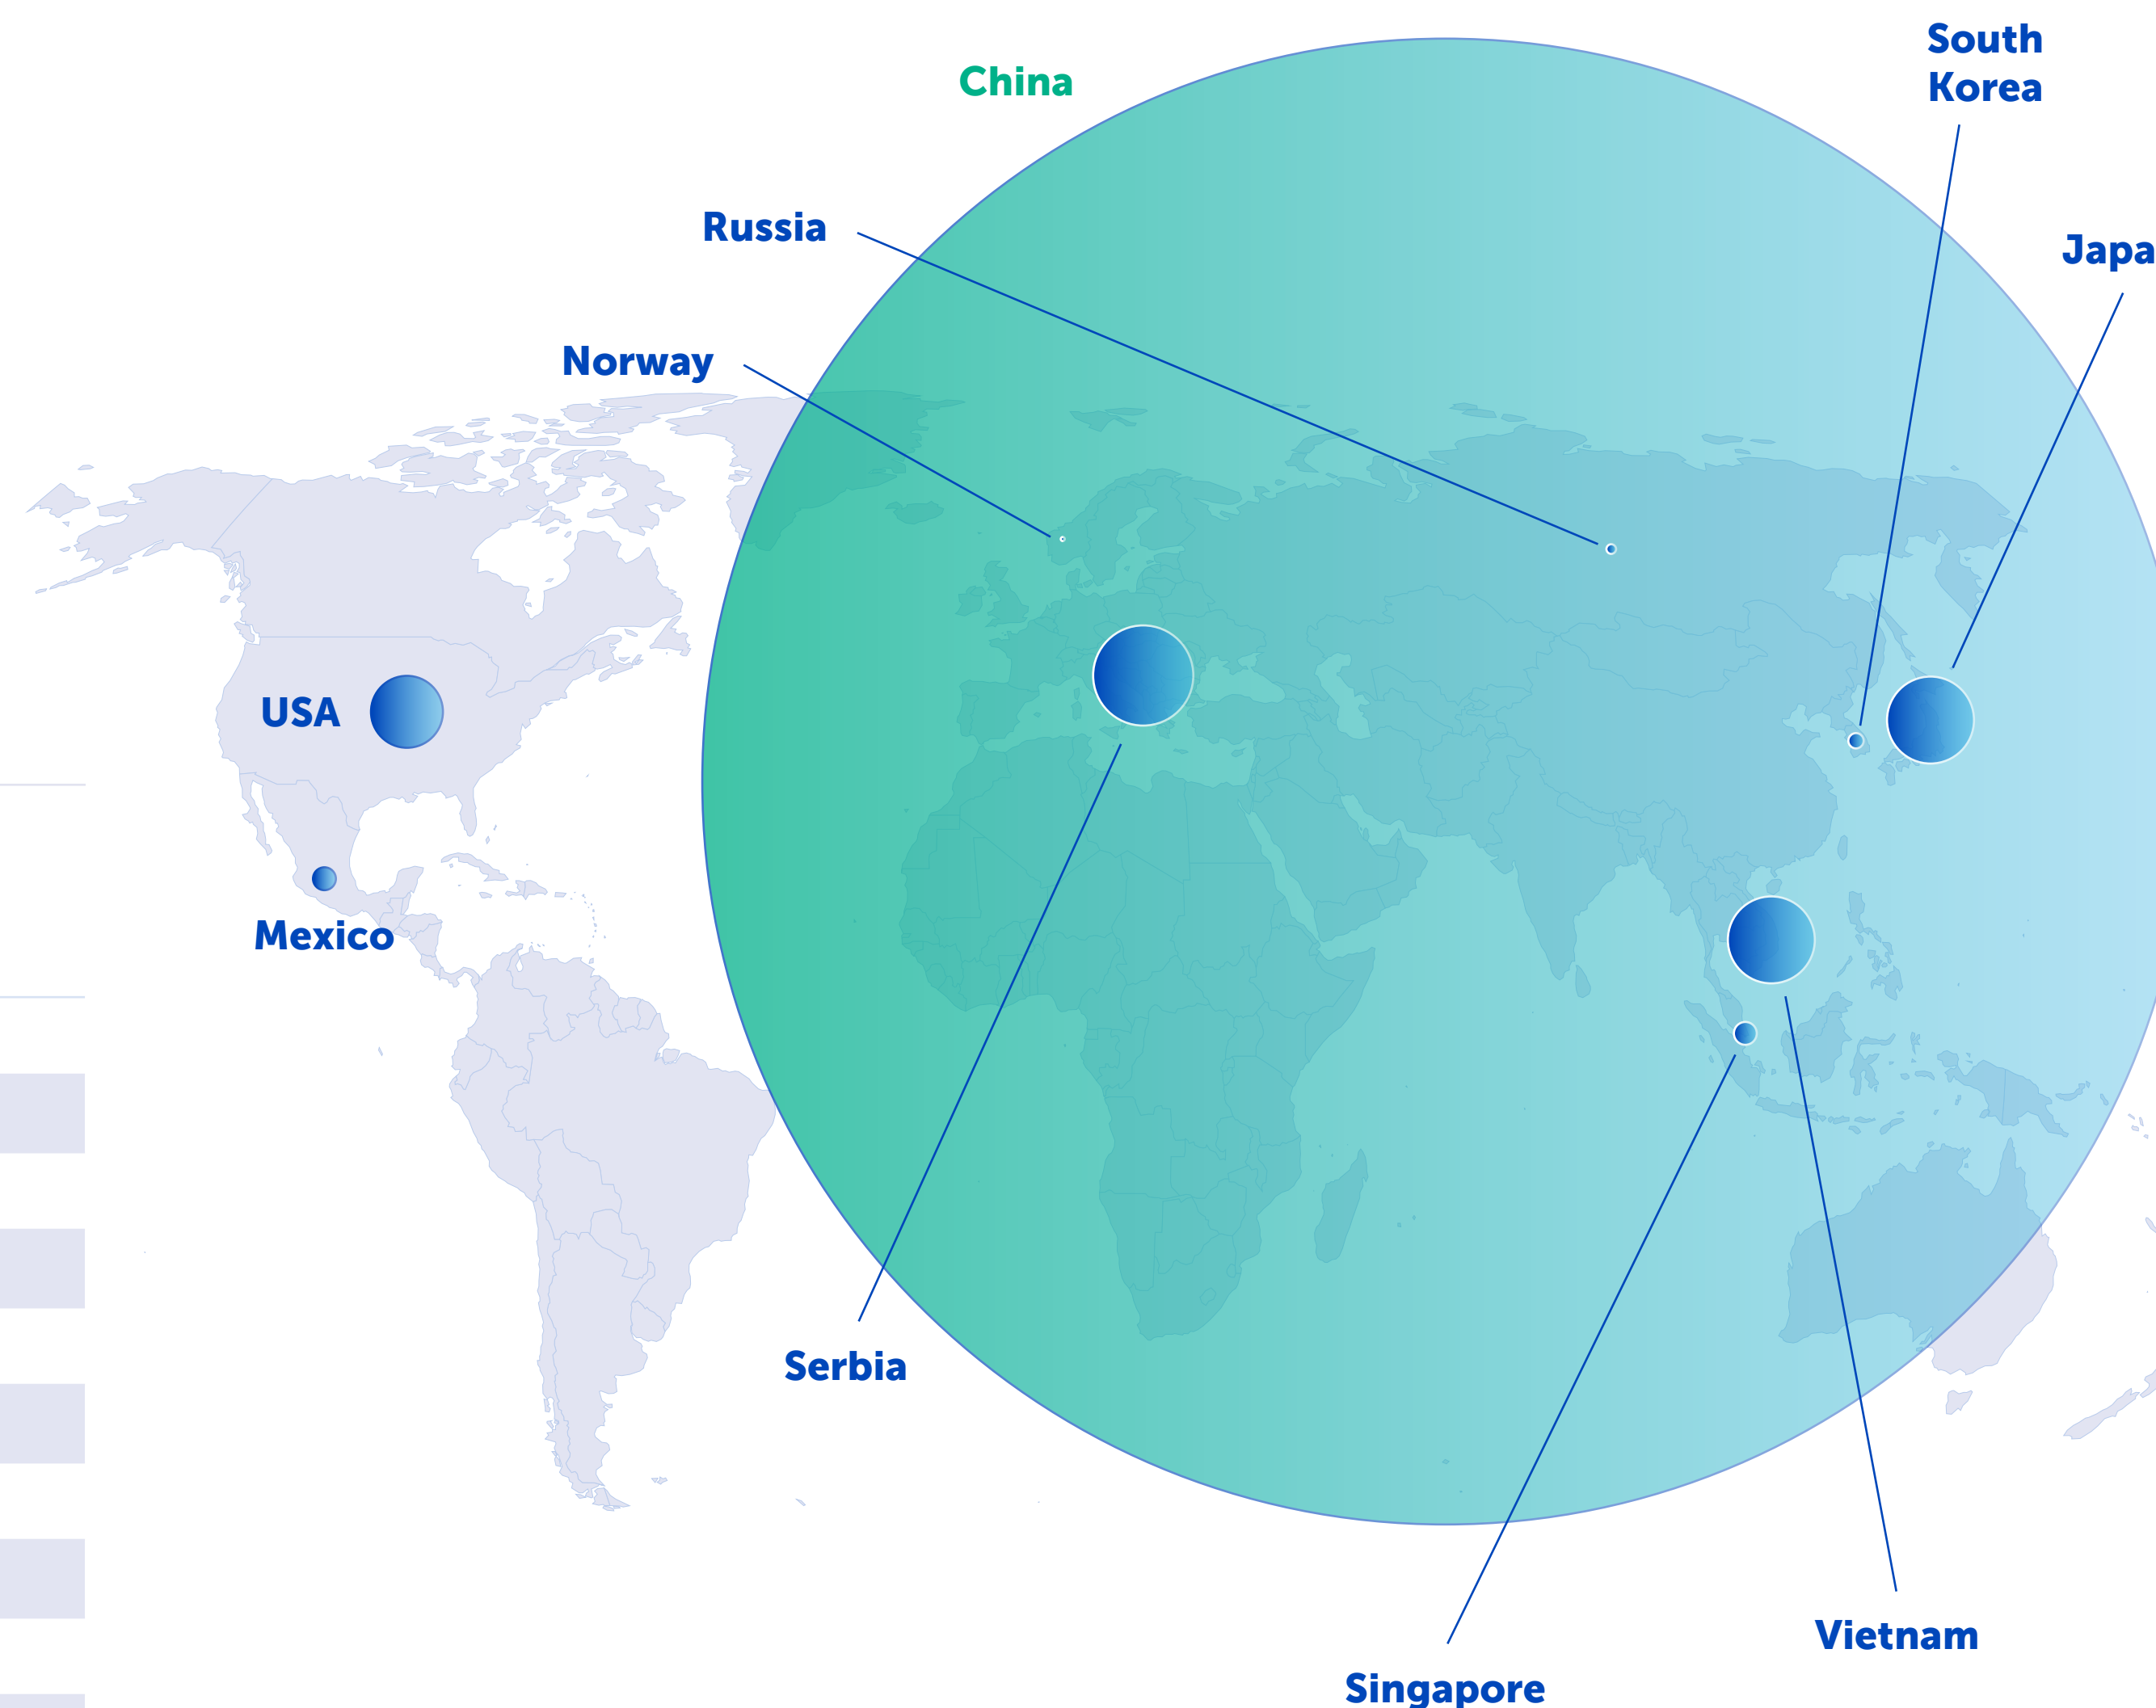 South
Korea
China
Russia
Japa
Norway
USA
Mexico
Serbia
Vietnam
Singapore